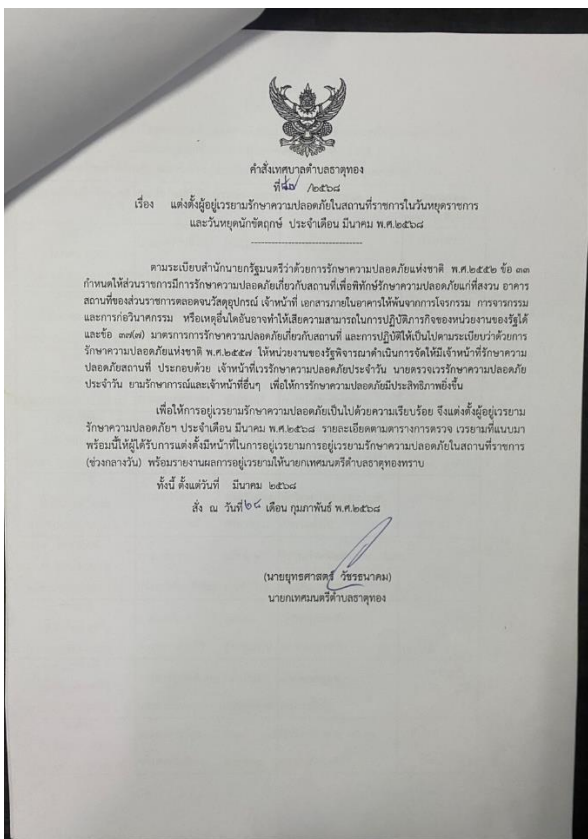 คำสั่งเทศบาลตำบลธาตุทอง
ที่ /๒๕๖๘
เรื่อง แต่งตั้งผู้อยู่เวรยามรักษาความปลอดภัยในสถานที่ราชการในวันหยุดราชการ
และวันหยุดนักขัตฤกษ์ ประจำเดือน มีนาคม พ.ศ.๒๕๖๘
--------------------------------
ตามระเบียบสำนักนายกรัฐมนตรีว่าด้วยการรักษาความปลอดภัยแห่งชาติ พ.ศ.๒๕๕๒ ข้อ ๓๓
กำหนดให้ส่วนราชการมีการรักษาความปลอดภัยเกี่ยวกับสถานที่เพื่อพิทักษ์รักษาความปลอดภัยแก่ที่สงวน อาคาร
สถานที่ของส่วนราชการตลอดจนวัสดุอุปกรณ์ เจ้าหน้าที่ เอกสารภายในอาคารให้พ้นจากการโจรกรรม การจารกรรม
และการก่อวินาศกรรม หรือเหตุอื่นใดอันอาจทำให้เสียความสามารถในการปฏิบัติภารกิจของหน่วยงานของรัฐได้
และข้อ ๓๗(๗) มาตรการการรักษาความปลอดภัยเกี่ยวกับสถานที่ และการปฏิบัติให้เป็นไปตามระเบียบว่าด้วยการ
รักษาความปลอดภัยแห่งชาติ พ.ศ.๒๕๕๗ ให้หน่วยงานของรัฐพิจารณาดำเนินการจัดให้มีเจ้าหน้าที่รักษาความ
ปลอดภัยสถานที่ ประกอบด้วย เจ้าหน้าที่เวรรักษาความปลอดภัยประจำวัน นายตรวจเวรรักษาความปลอดภัย
ประจำวัน ยามรักษาการณ์และเจ้าหน้าที่อื่นๆ เพื่อให้การรักษาความปลอดภัยมีประสิทธิภาพยิ่งขึ้น
เพื่อให้การอยู่เวรยามรักษาความปลอดภัยเป็นไปด้วยความเรียบร้อย จึงแต่งตั้งผู้อยู่เวรยาม
รักษาความปลอดภัยฯ ประจำเดือน มีนาคม พ.ศ.๒๕๖๘ รายละเอียดตามตารางการตรวจ เวรยามที่แนบมา
พร้อมนี้ให้ผู้ได้รับการแต่งตั้งมีหน้าที่ในการอยู่เวรยามการอยู่เวรยามรักษาความปลอดภัยในสถานที่ราชการ
(ช่วงกลางวัน) พร้อมรายงานผลการอยู่เวรยามให้นายกเทศมนตรีตำบลธาตุทองทราบ
ทั้งนี้ ตั้งแต่วันที่ มีนาคม ๒๕๖๘
สั่ง ณ วันที่ ๒๘ เดือน กุมภาพันธ์ พ.ศ.๒๕๖๘
(นายยุทธศาสตร์ วัชรธนาคม)
นายกเทศมนตรีตำบลธาตุทอง